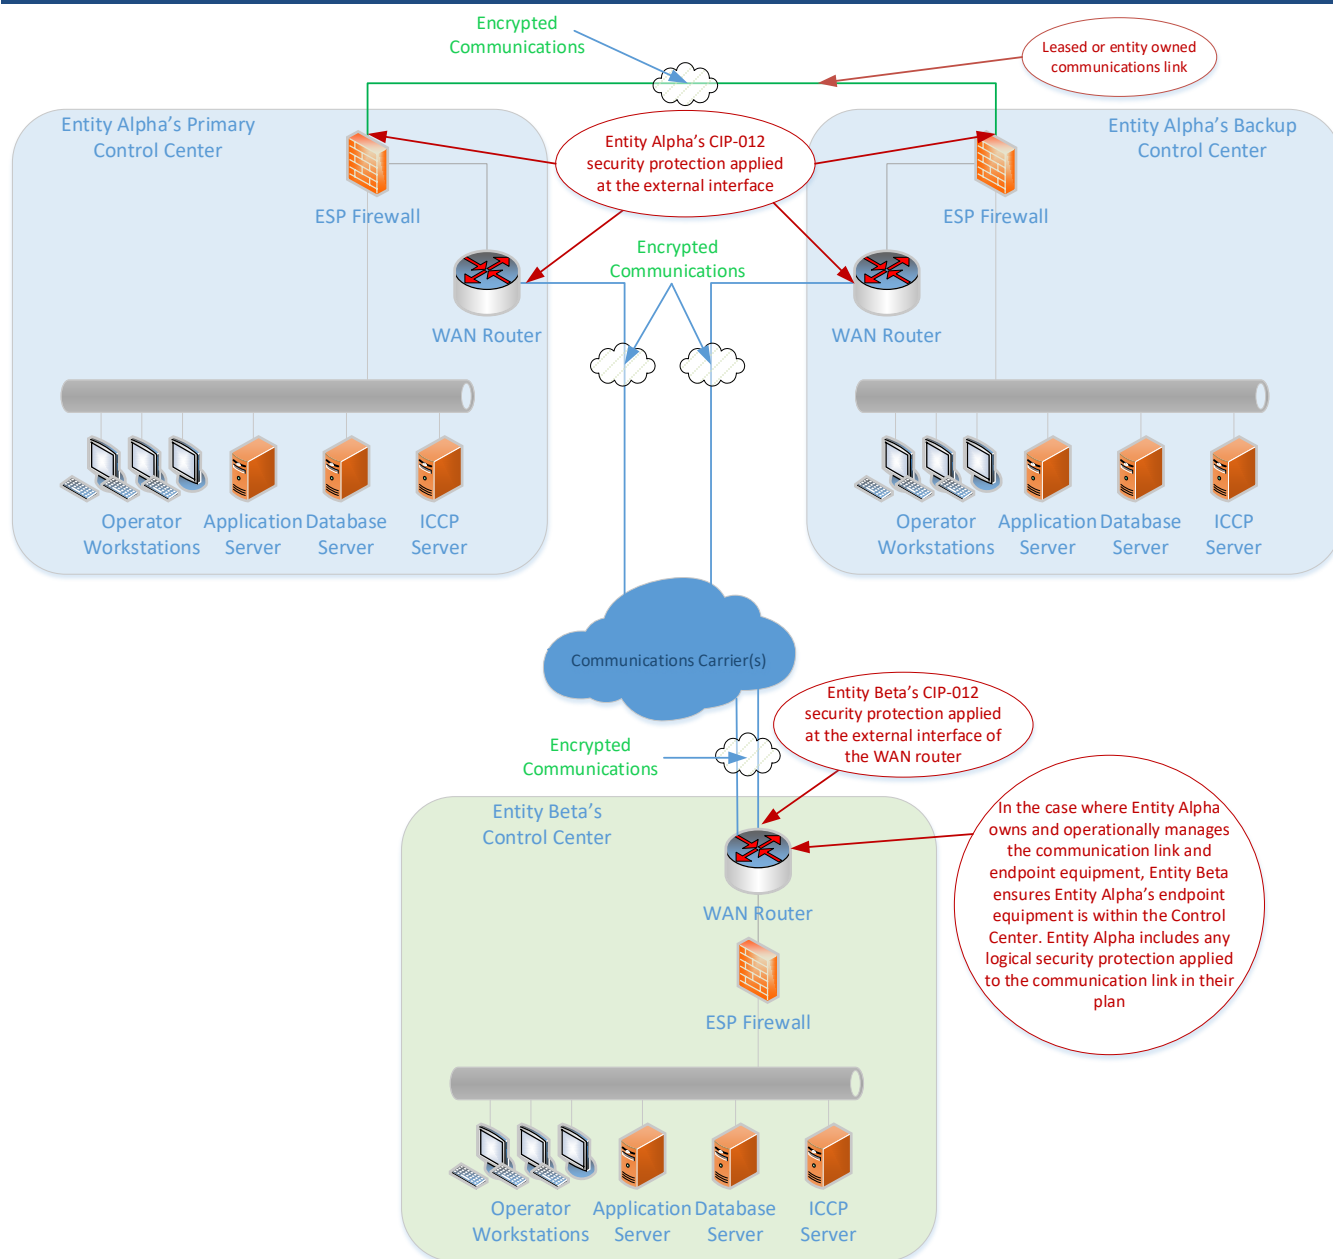 Encrypted
Communications
Leased or entity owned
communications link
Entity Alpha's Primary
Control Center
Entity Alpha's CIP-012
security protection applied
at the external interface
Entity Alpha's Backup
Control Center
ESP Firewall
ESP Firewall
Encrypted
Communications
WAN Router
WAN Router
Operator
Workstations
Application
Server
Database
Server
ICCP
Server
Operator
Workstations
Application
Server
Database
Server
ICCP
Server
Communications Carrier(s)
Entity Beta's CIP-012
security protection applied
at the external interface of
the WAN router
Encrypted
Communications
Entity Beta's
Control Center
In the case where Entity Alpha
owns and operationally manages
the communication link and
endpoint equipment, Entity Beta
ensures Entity Alpha's endpoint
equipment is within the Control
Center. Entity Alpha includes any
logical security protection applied
to the communication link in their
plan
WAN Router
ESP Firewall
Operator
Workstations
Application
Server
Database
Server
ICCP
Server